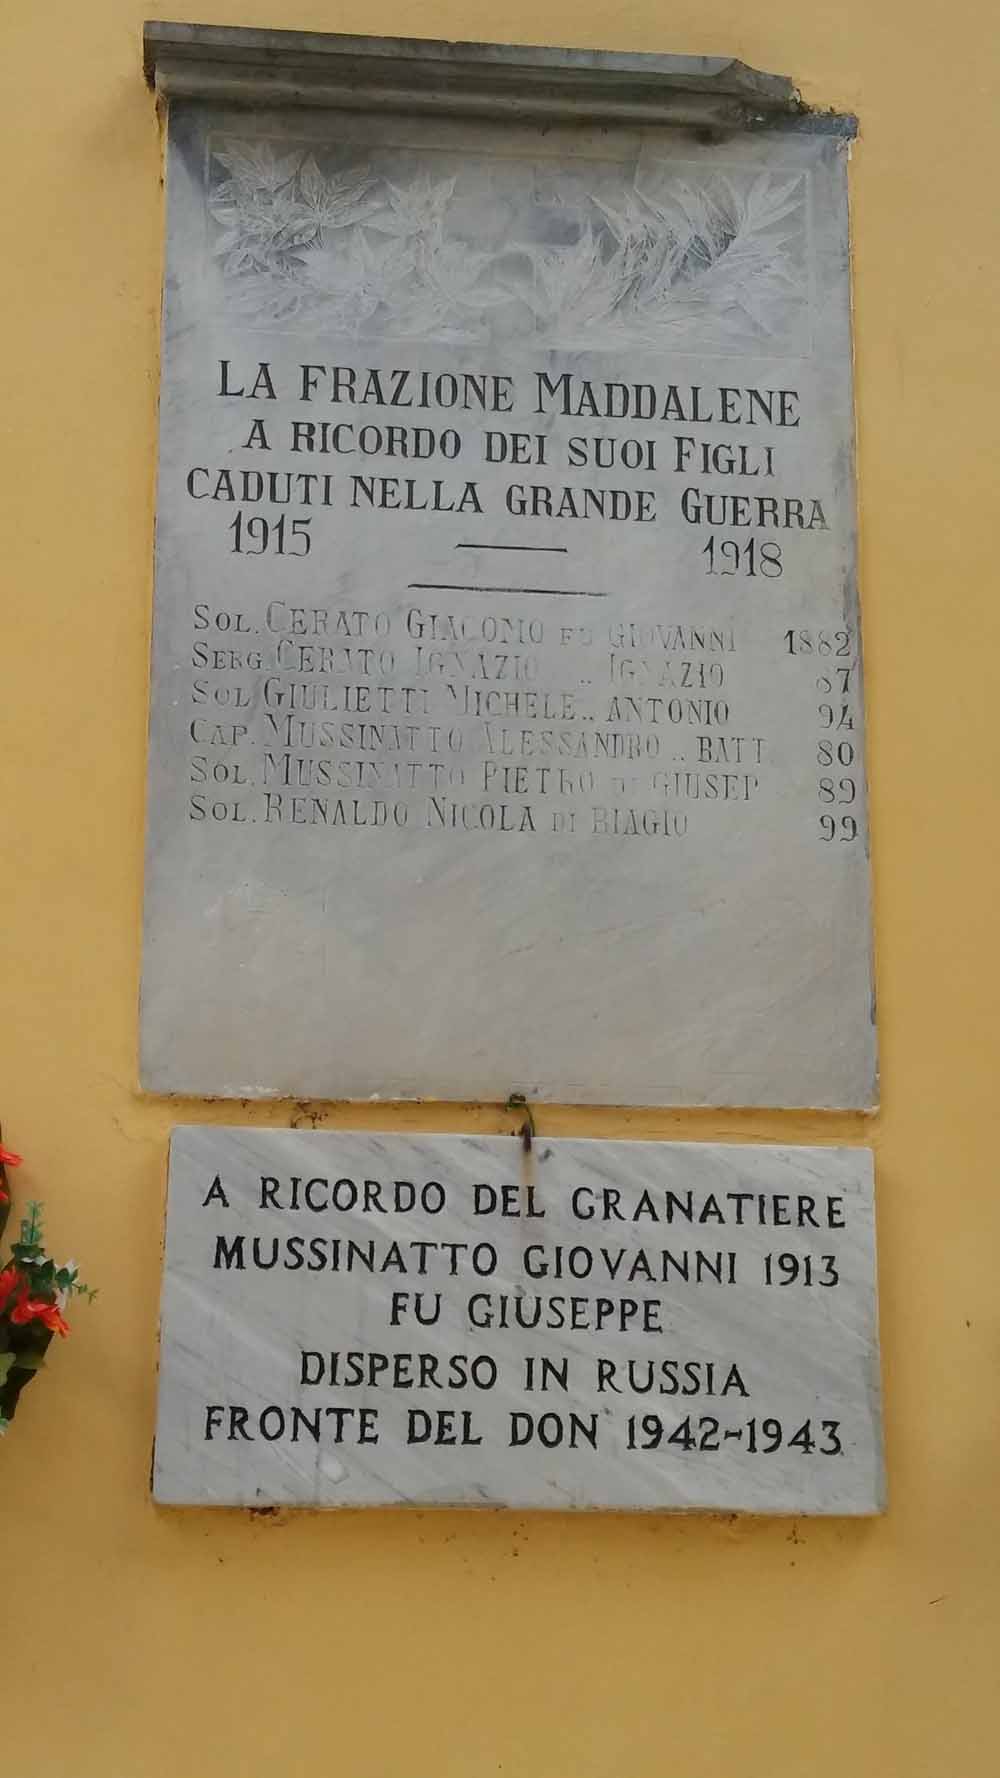 LA FRAZIONE MADDALENE
A RICORDO DEI SUOI FIGLI
CADUTI NELLA GRANDE GUERRA
1915 — 1918
SOL. CERATO GIACOMO FU GIOVANNI 1882
SERG. CERATO IGNAZIO .. IGNAZIO 87
SOL GIULIETTI MICHELE .. ANTONIO 94
CAP. MUSSINATTO ALESSANDRO .. BATT. 80
SOL. MUSSINATTO PIETRO DI GIUSEP 89
SOL. RENALDO NICOLA DI BIAGIO 99
A RICORDO DEL GRANATIERE
MUSSINATTO GIOVANNI 1913
FU GIUSEPPE
DISPERSO IN RUSSIA
FRONTE DEL DON 1942-1943